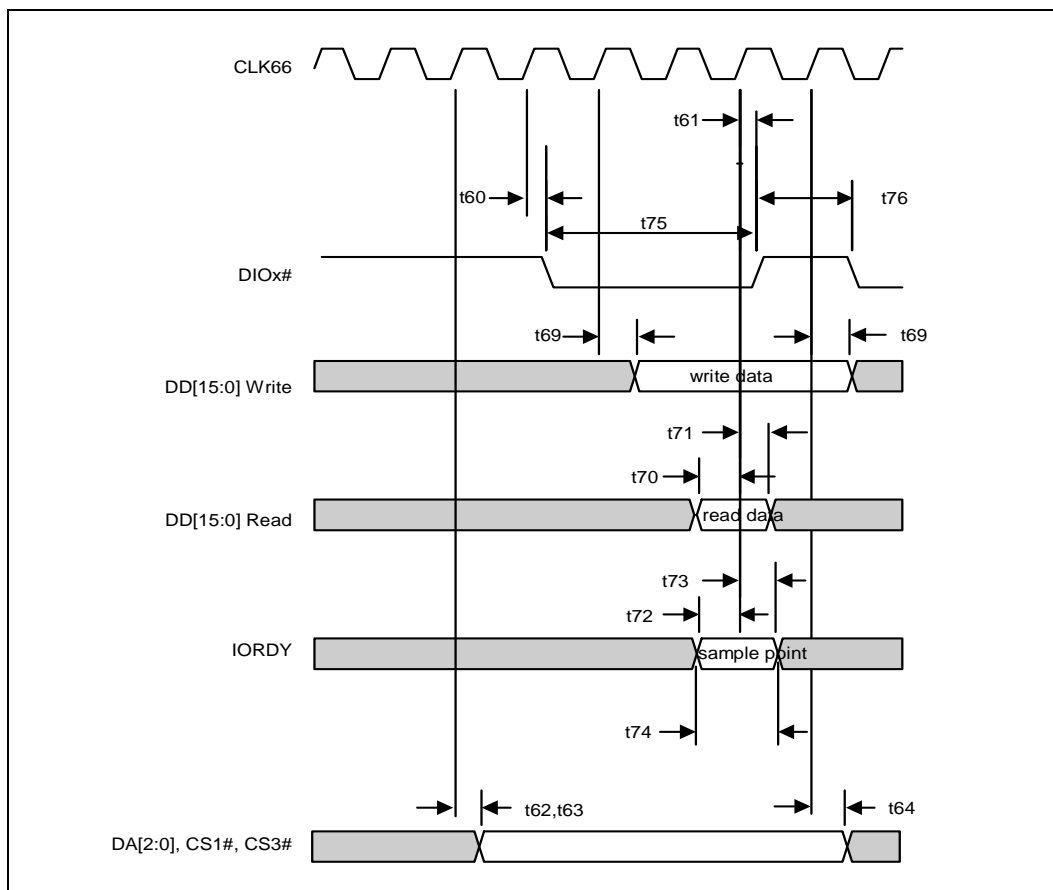 CLK66
t61
t60
t76
t75
DIOx#
t69
t69
DD[15:0] Write
write data
t71
t70
DD[15:0] Read
read data
t73
t72
IORDY
sample point
t74
t62,t63
t64
DA[2:0], CS1#, CS3#